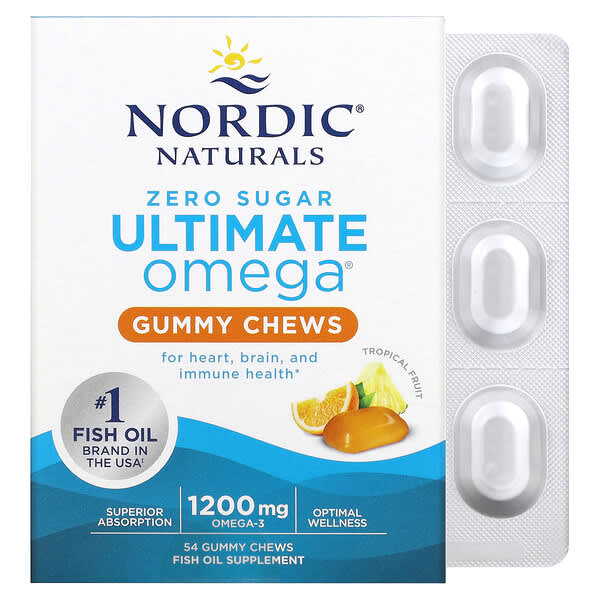 NORDIC®
NATURALS
ZERO SUGAR
ULTIMATE
omega®
GUMMY CHEWS
for heart, brain, and
immune health*
TROPICAL FRUIT
#1
FISH OIL
BRAND IN
THE USA‡
SUPERIOR
ABSORPTION
1200 mg
OMEGA-3
OPTIMAL
WELLNESS
54 GUMMY CHEWS
FISH OIL SUPPLEMENT